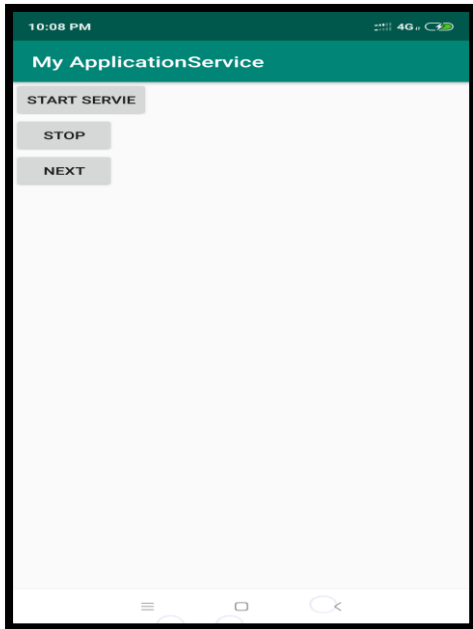 10:08 PM 4G
My ApplicationService
START SERVIE
STOP
NEXT